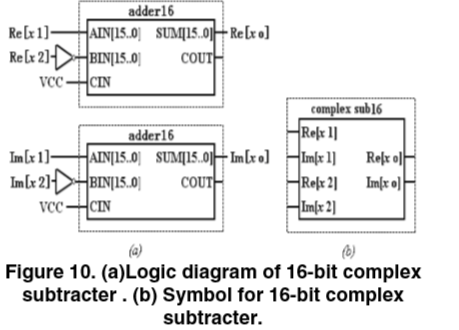 adder16
Re[x 1] AIN[15..0] SUM[15..0] Re[x o]
Re[x 2] BIN[15..0] COUT
VCC CIN
adder16
Im[x 1] AIN[15..0] SUM[15..0] Im[x o]
Im[x 2] BIN[15..0] COUT
VCC CIN
(a)
complex sub16
Re[x 1]
Im[x 1] Re[x o]
Re[x 2] Im[x o]
Im[x 2]
(b)
Figure 10. (a)Logic diagram of 16-bit complex
subtracter . (b) Symbol for 16-bit complex
subtracter.